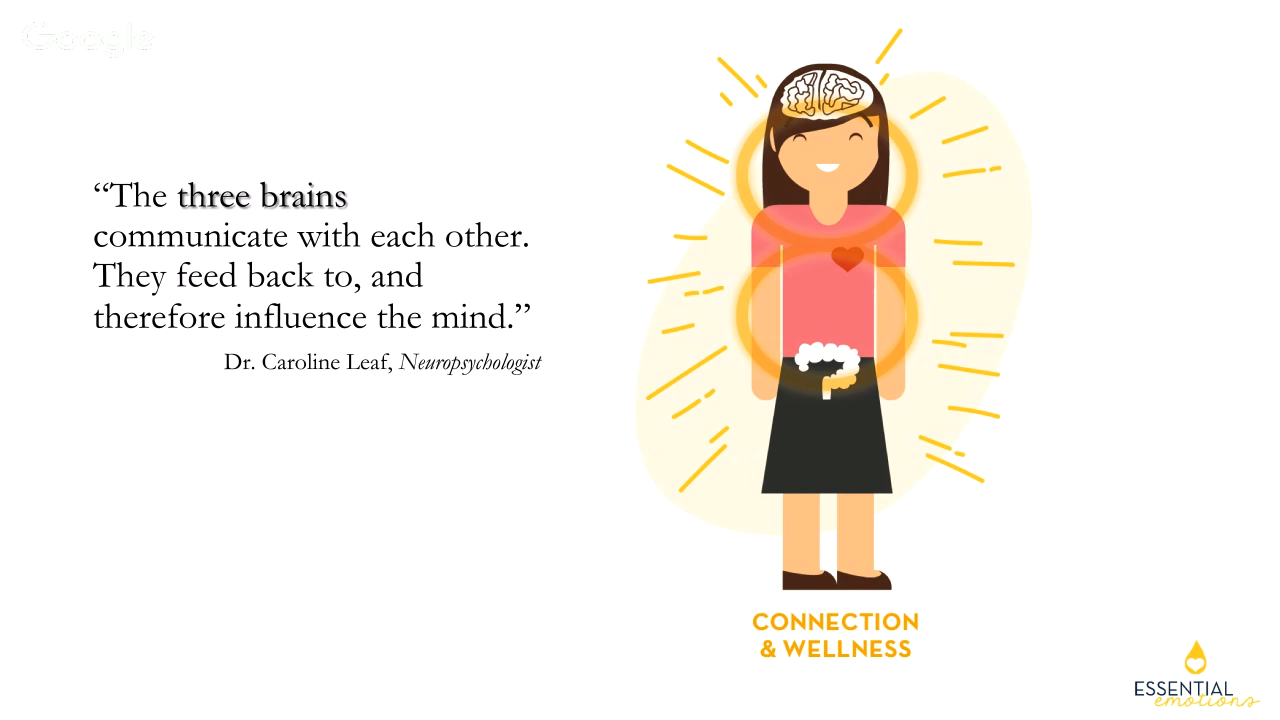 Google
“The three brains
communicate with each other.
They feed back to, and
therefore influence the mind.”
Dr. Caroline Leaf, Neuropsychologist
CONNECTION
& WELLNESS
ESSENTIAL
emotions